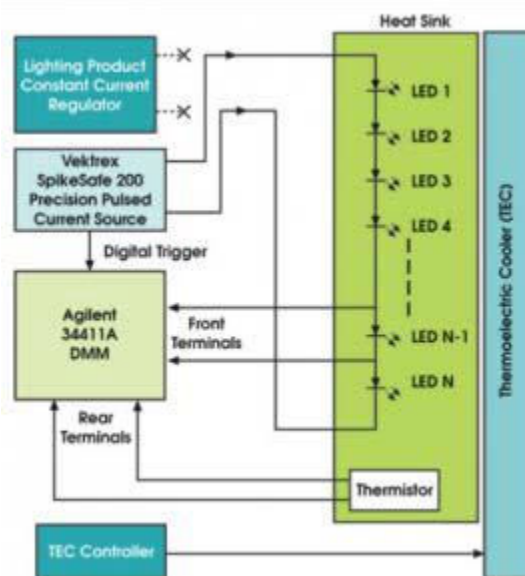 Heat Sink
Lighting Product
Constant Current
Regulator
LED 1
LED 2
Vektrex
SpikeSafe 200
Precision Pulsed
Current Source
LED 3
LED 4
Digital Trigger
Agilent
34411A
DMM
Front
Terminals
LED N-1
LED N
Rear
Terminals
Thermistor
TEC Controller
Thermoelectric Cooler (TEC)